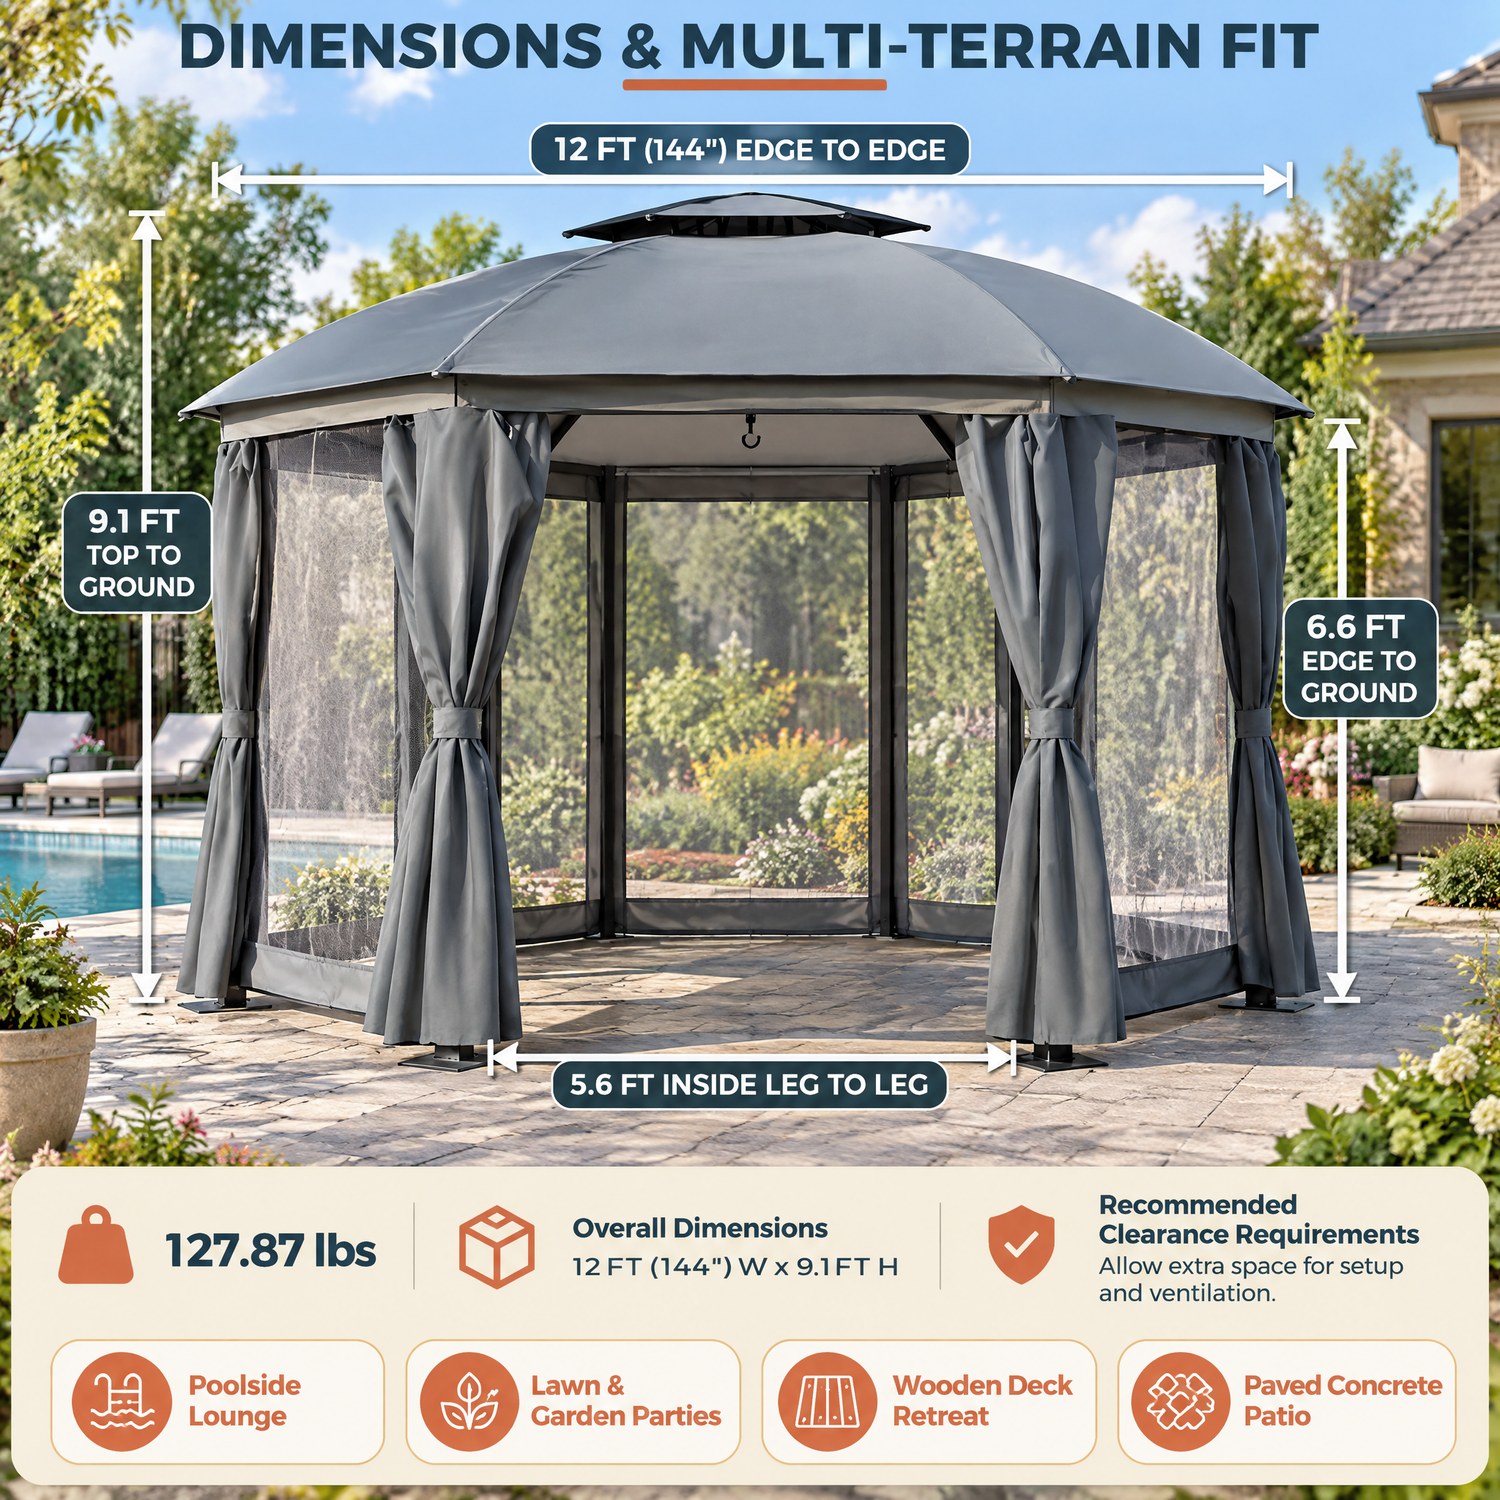 DIMENSIONS & MULTI-TERRAIN FIT
12 FT (144") EDGE TO EDGE
9.1 FT
TOP TO
GROUND
6.6 FT
EDGE TO
GROUND
5.6 FT INSIDE LEG TO LEG
127.87 lbs
Overall Dimensions
12 FT (144") W x 9.1 FT H
Recommended
Clearance Requirements
Allow extra space for setup
and ventilation.
Poolside
Lounge
Lawn &
Garden Parties
Wooden Deck
Retreat
Paved Concrete
Patio